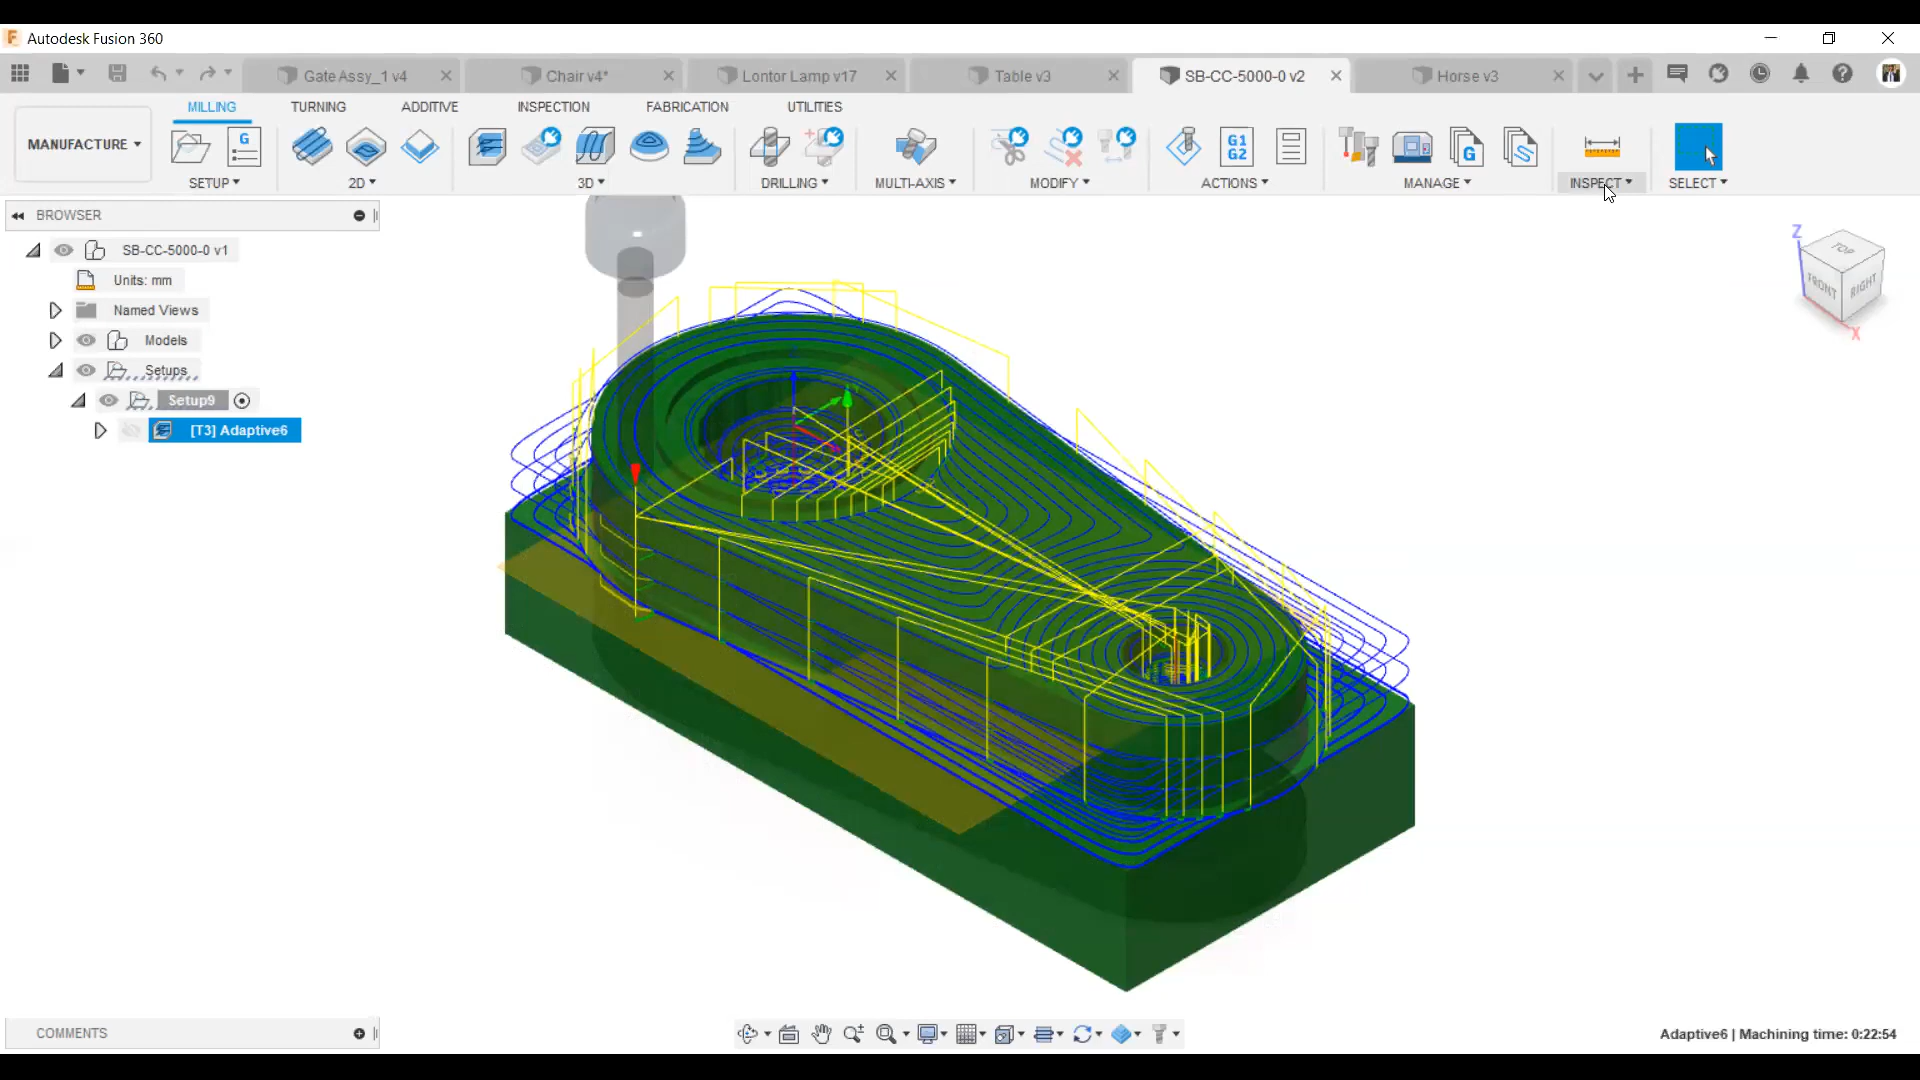 Autodesk Fusion 360
Gate Assy_1 v4
Chair v4*
Lontor Lamp v17
Table v3
SB-CC-5000-0 v2
Horse v3
MILLING
TURNING
ADDITIVE
INSPECTION
FABRICATION
UTILITIES
MANUFACTURE
G
G1
G2
G
SETUP
2D
3D
DRILLING
MULTI-AXIS
MODIFY
ACTIONS
MANAGE
INSPECT
SELECT
BROWSER
SB-CC-5000-0 v1
Units: mm
Named Views
Models
Setups
Setup9
[T3] Adaptive6
Z
TOP
FRONT
RIGHT
X
COMMENTS
Adaptive6 | Machining time: 0:22:54